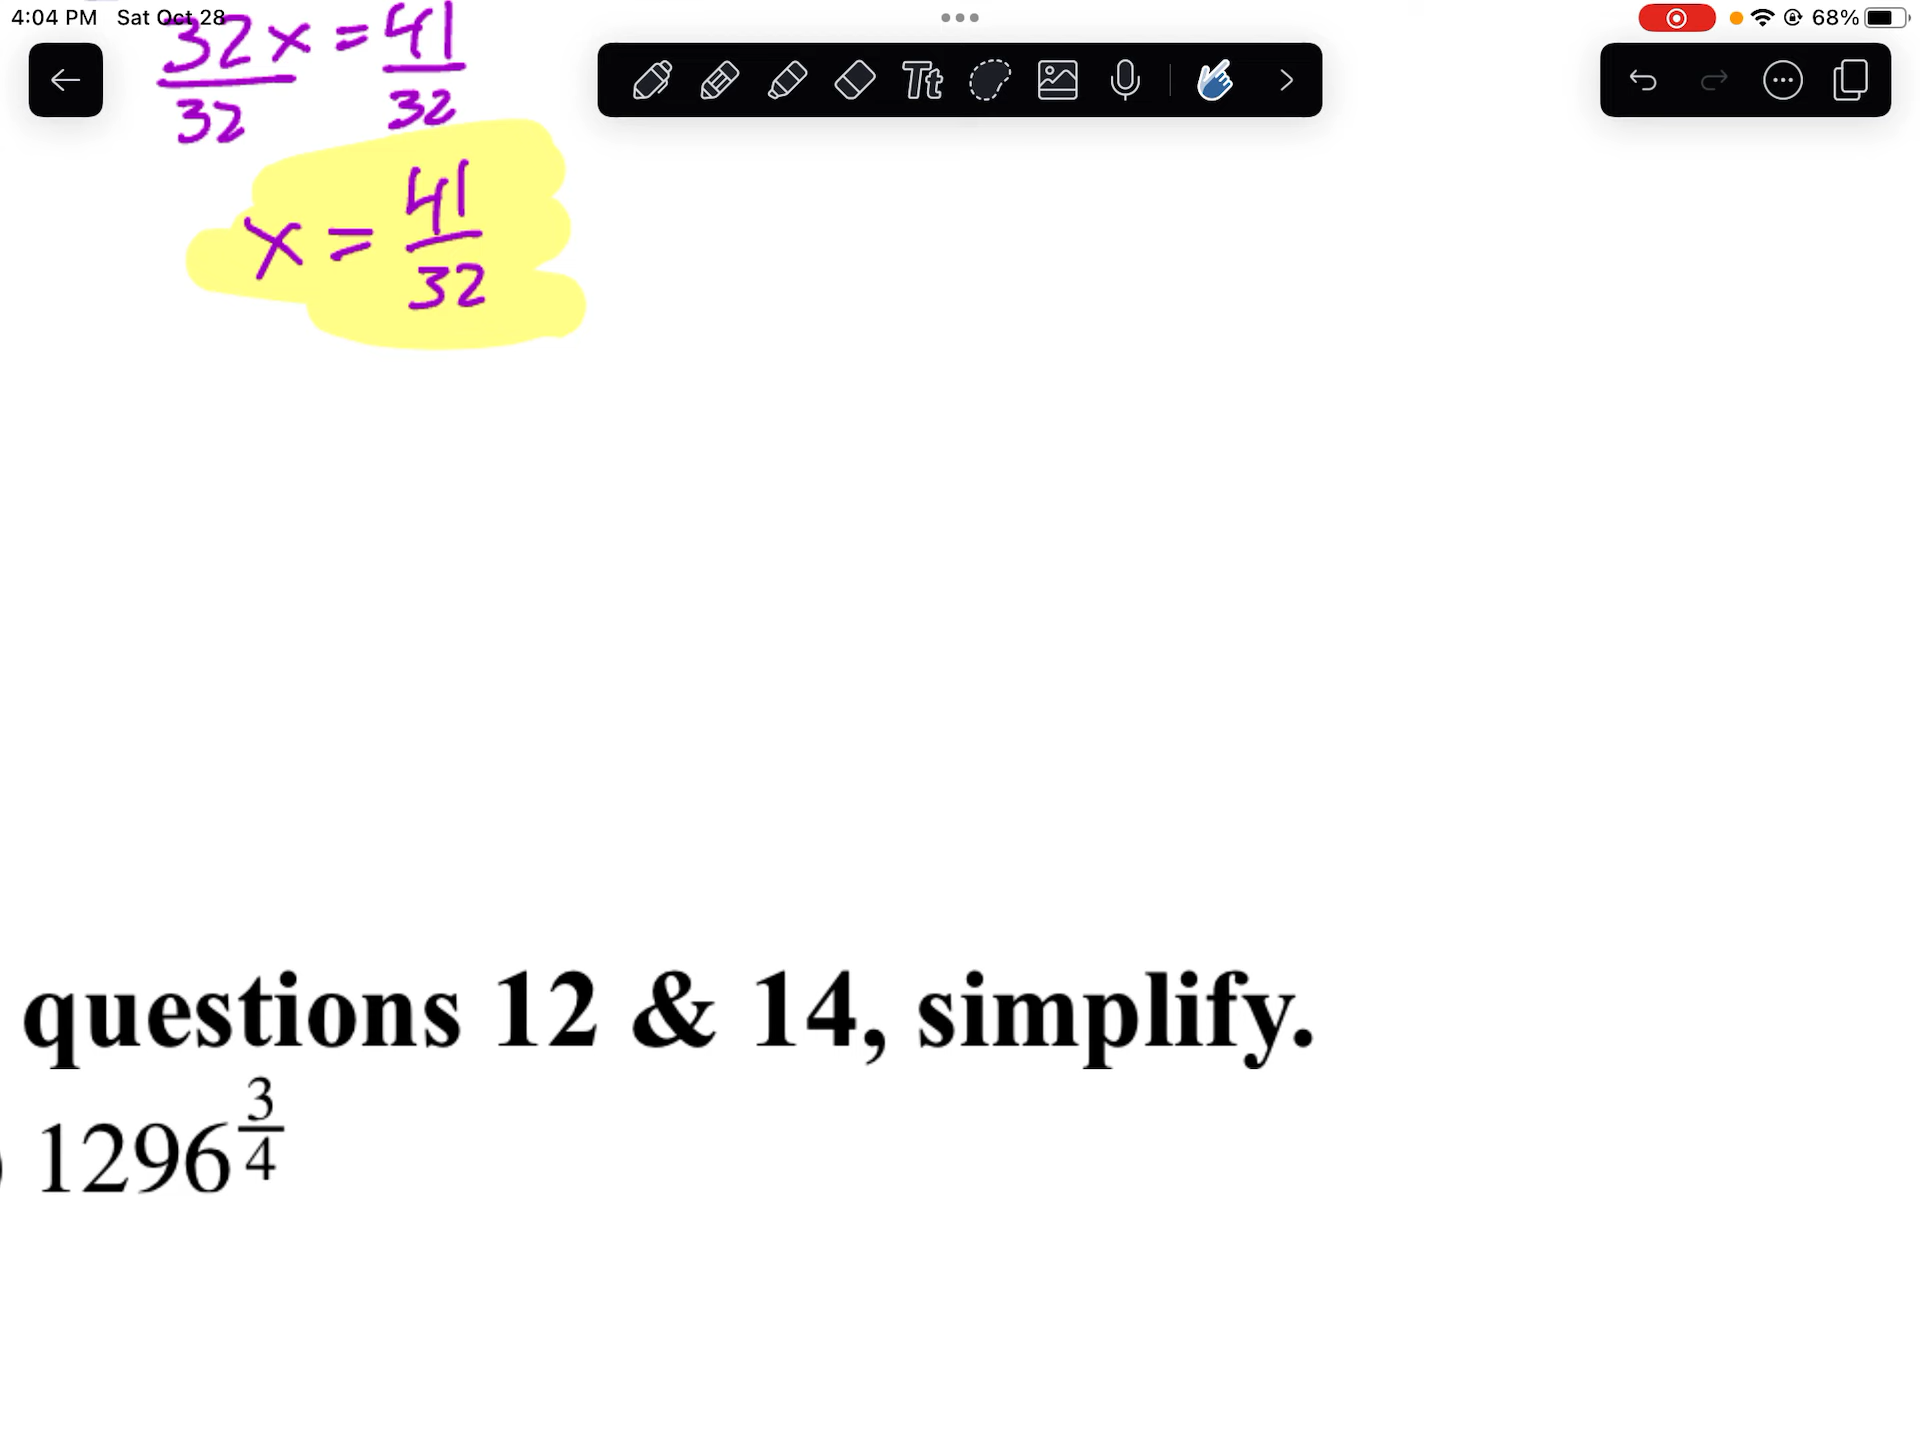 4:04 PM Sat Oct 28
68%
32x = 41
32 32
Tt
x = 41
32
questions 12 & 14, simplify.
) 1296^(3/4)